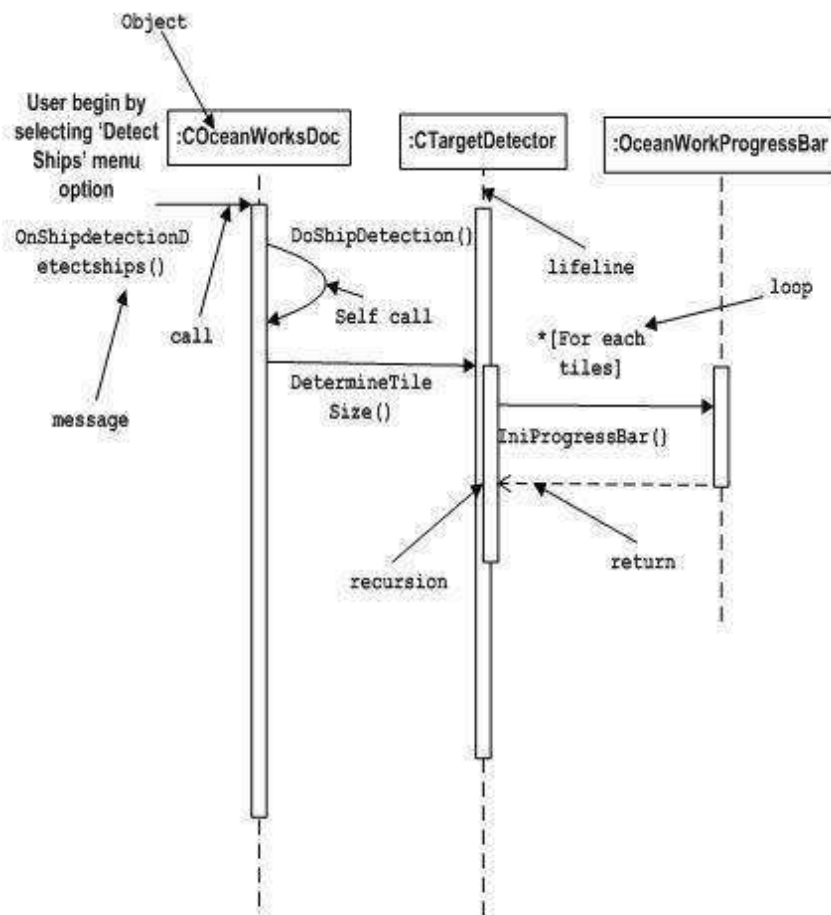 Object
User begin by
selecting 'Detect
Ships' menu
option
:COceanWorksDoc
:CTargetDetector
:OceanWorkProgressBar
OnShipdetectionD
etectships()
DoShipDetection()
lifeline
loop
call
Self call
*[For each
tiles]
message
DetermineTile
Size()
IniProgressBar()
recursion
return